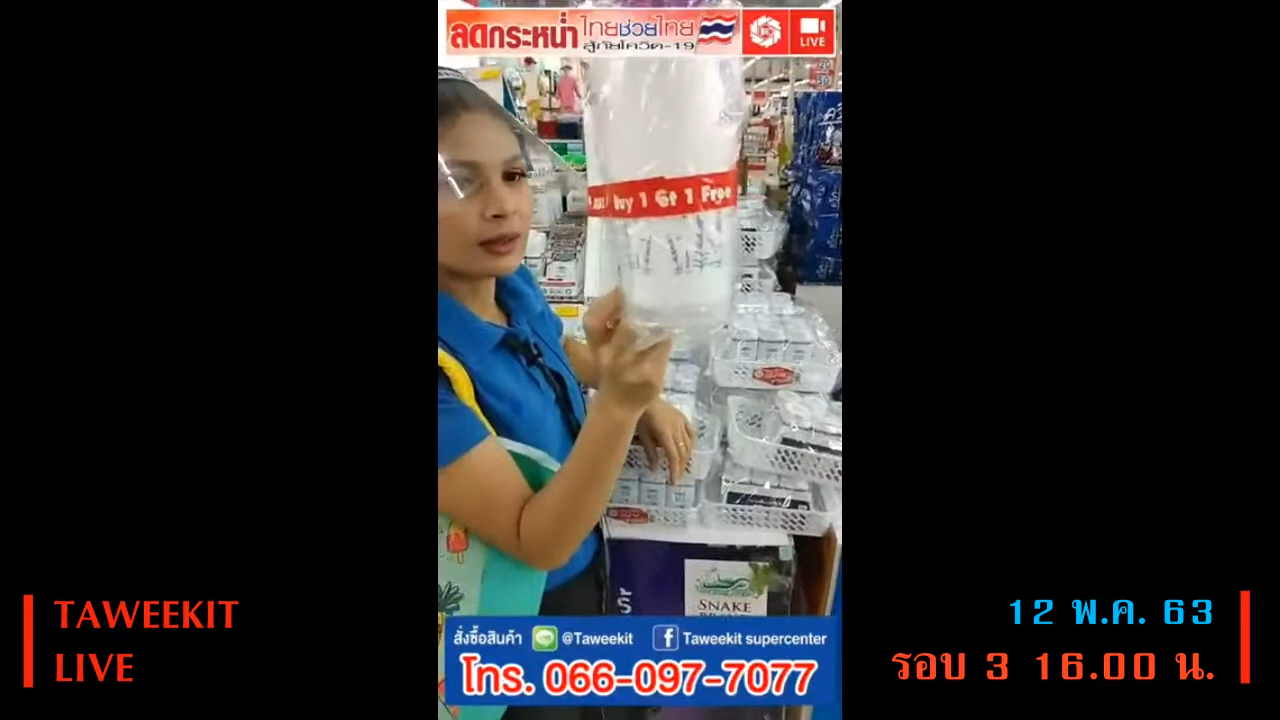 ลดกระหน่ำ ไทยช่วยไทย
สู้ภัยโควิด-19
LIVE
Buy 1 Gt 1 Free
SNAKE
TAWEEKIT
LIVE
12 พ.ค. 63
รอบ 3 16.00 น.
สั่งซื้อสินค้า @Taweekit Taweekit supercenter
โทร. 066-097-7077